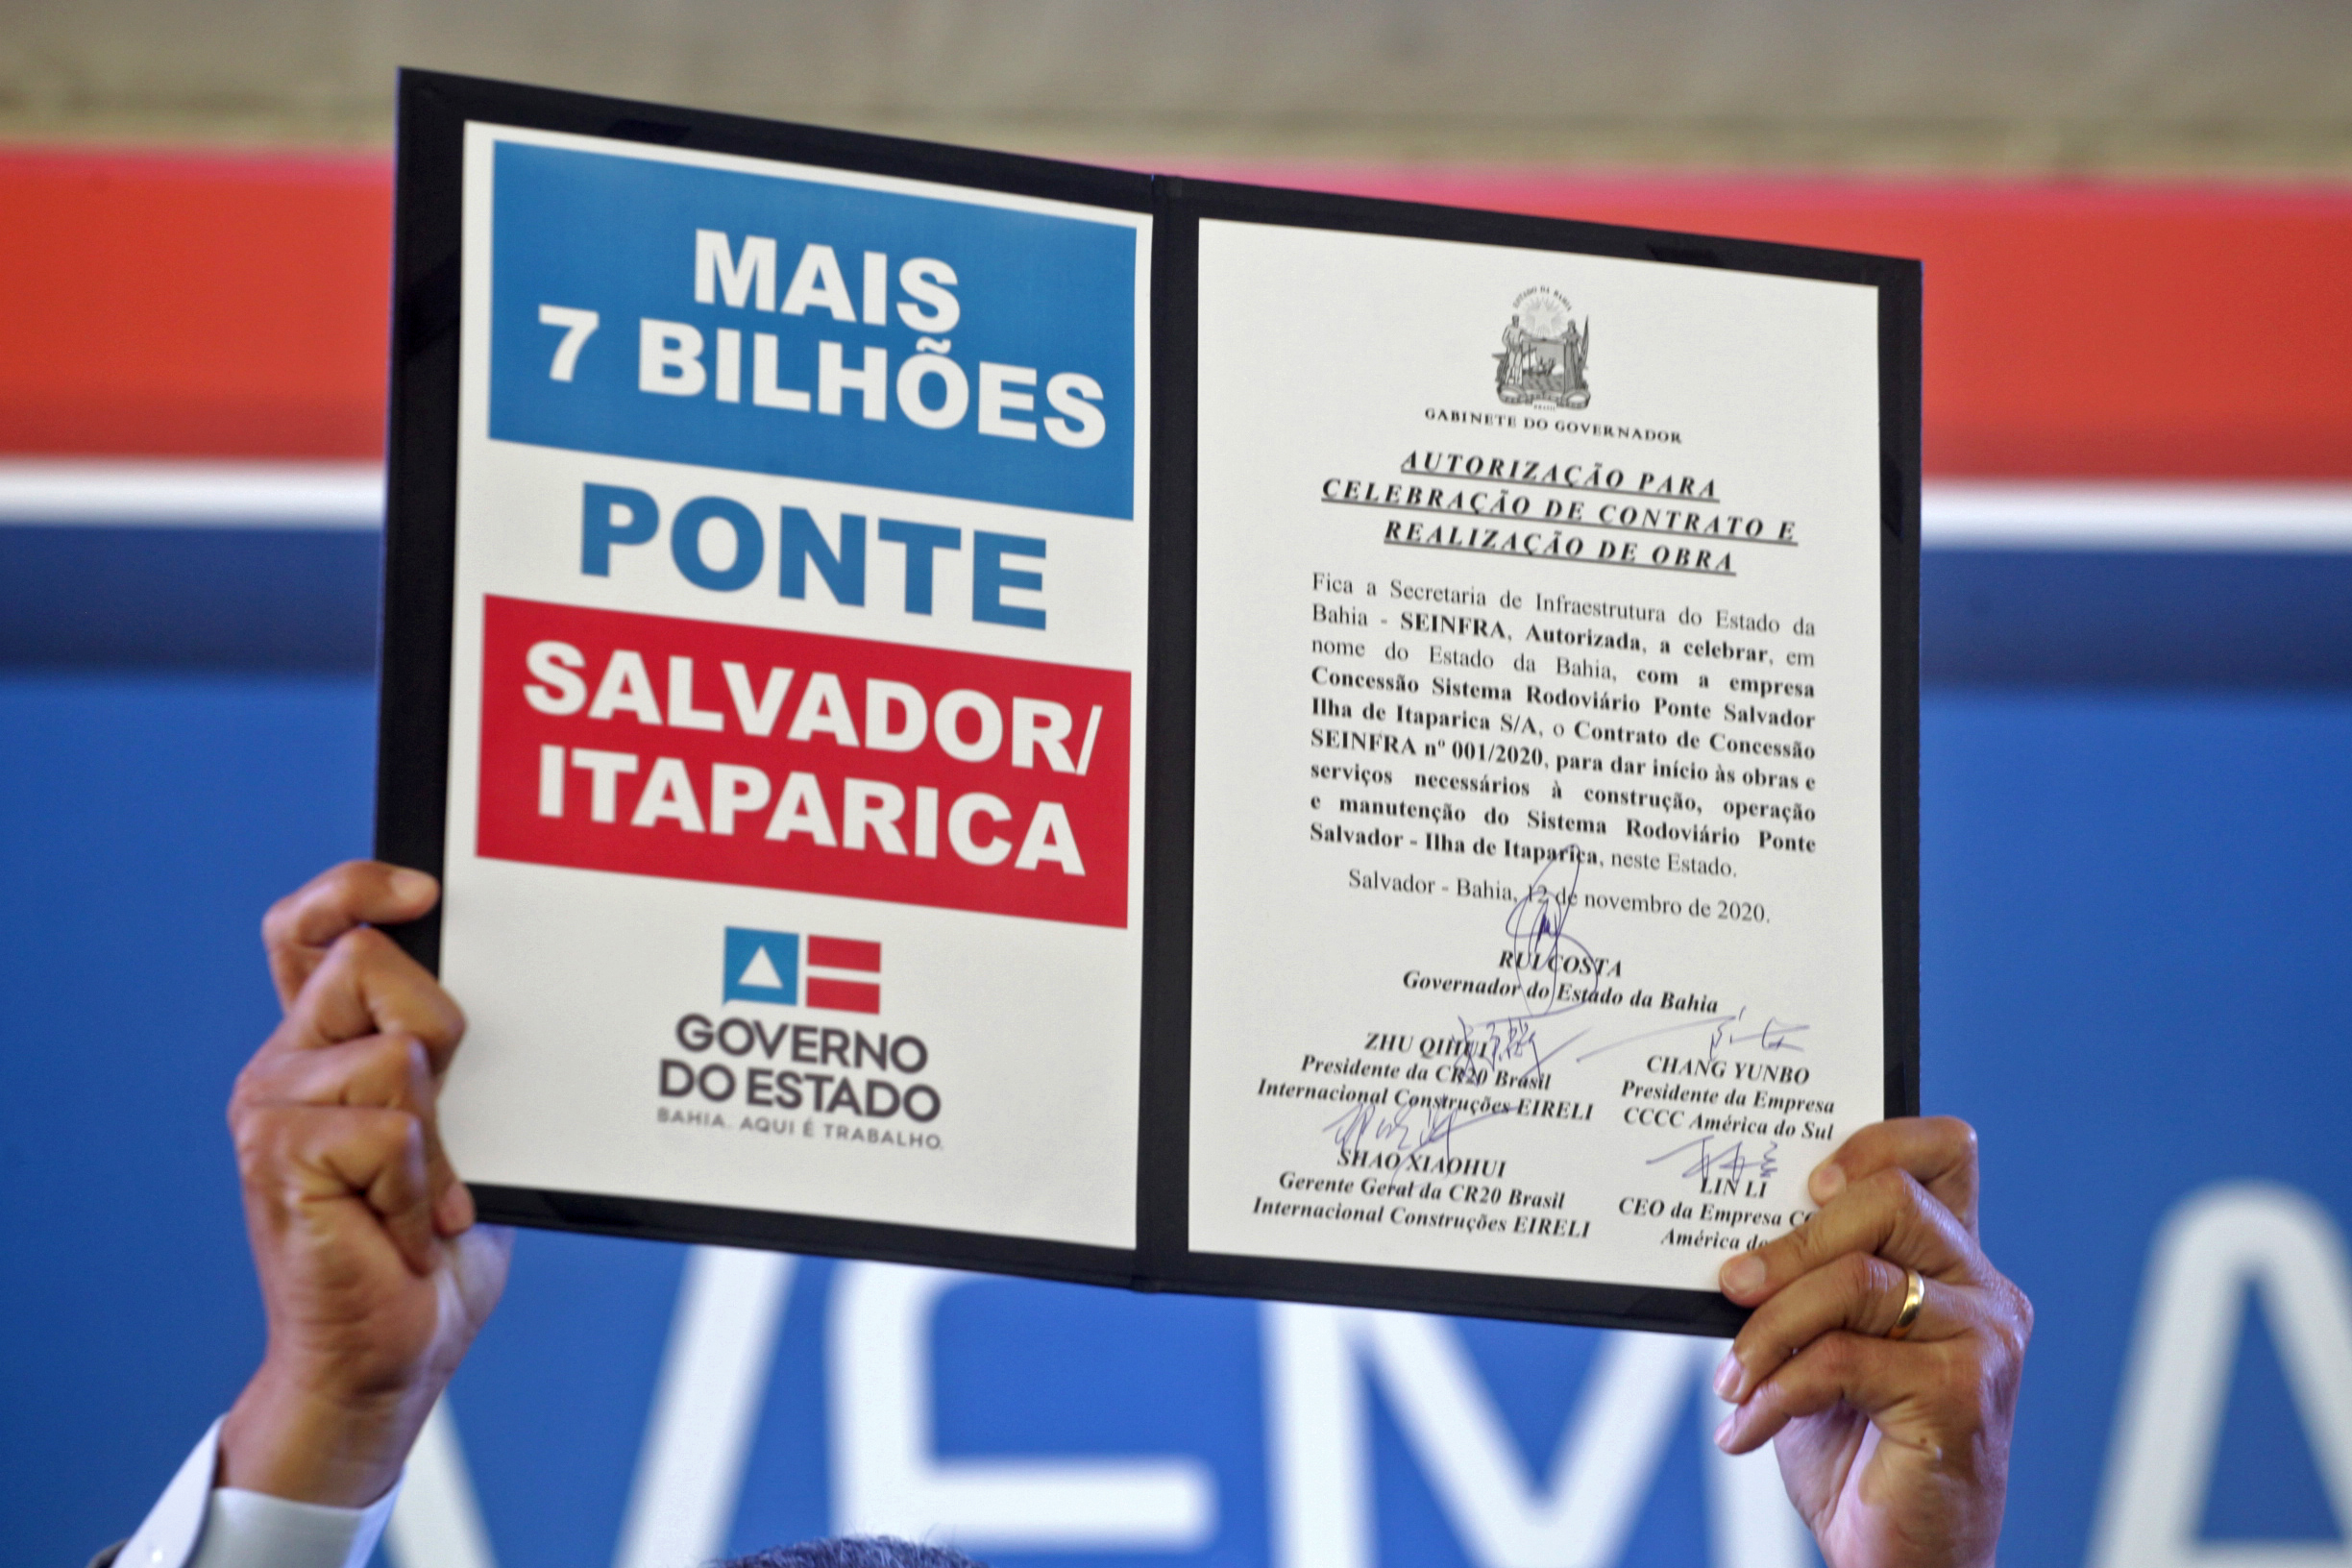 MAIS
7 BILHÕES
PONTE
SALVADOR/
ITAPARICA
GOVERNO
DO ESTADO
BAHIA. AQUI É TRABALHO.
ESTADO DA BAHIA
BRASIL
GABINETE DO GOVERNADOR
AUTORIZAÇÃO PARA
CELEBRAÇÃO DE CONTRATO E
REALIZAÇÃO DE OBRA
Fica a Secretaria de Infraestrutura do Estado da
Bahia - SEINFRA, Autorizada, a celebrar, em
nome do Estado da Bahia, com a empresa
Concessão Sistema Rodoviário Ponte Salvador
Ilha de Itaparica S/A, o Contrato de Concessão
SEINFRA nº 001/2020, para dar início às obras e
serviços necessários à construção, operação
e manutenção do Sistema Rodoviário Ponte
Salvador - Ilha de Itaparica, neste Estado.
Salvador - Bahia, 12 de novembro de 2020.
RUI COSTA
Governador do Estado da Bahia
ZHU QIHUI
Presidente da CR20 Brasil
Internacional Construções EIRELI
CHANG YUNBO
Presidente da Empresa
CCCC América do Sul
SHAO XIAOHUI
Gerente Geral da CR20 Brasil
Internacional Construções EIRELI
LIN LI
CEO da Empresa
América